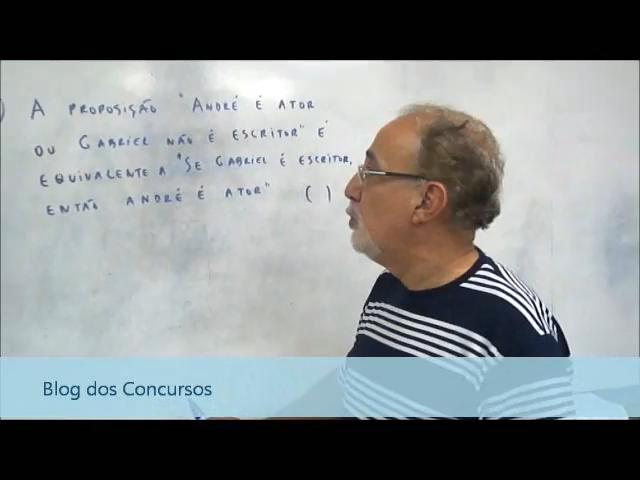 ) A PROPOSIÇÃO "ANDRÉ É ATOR
OU GABRIEL NÃO É ESCRITOR" É
EQUIVALENTE A "SE GABRIEL É ESCRITOR,
ENTÃO ANDRÉ É ATOR" ( )
Blog dos Concursos